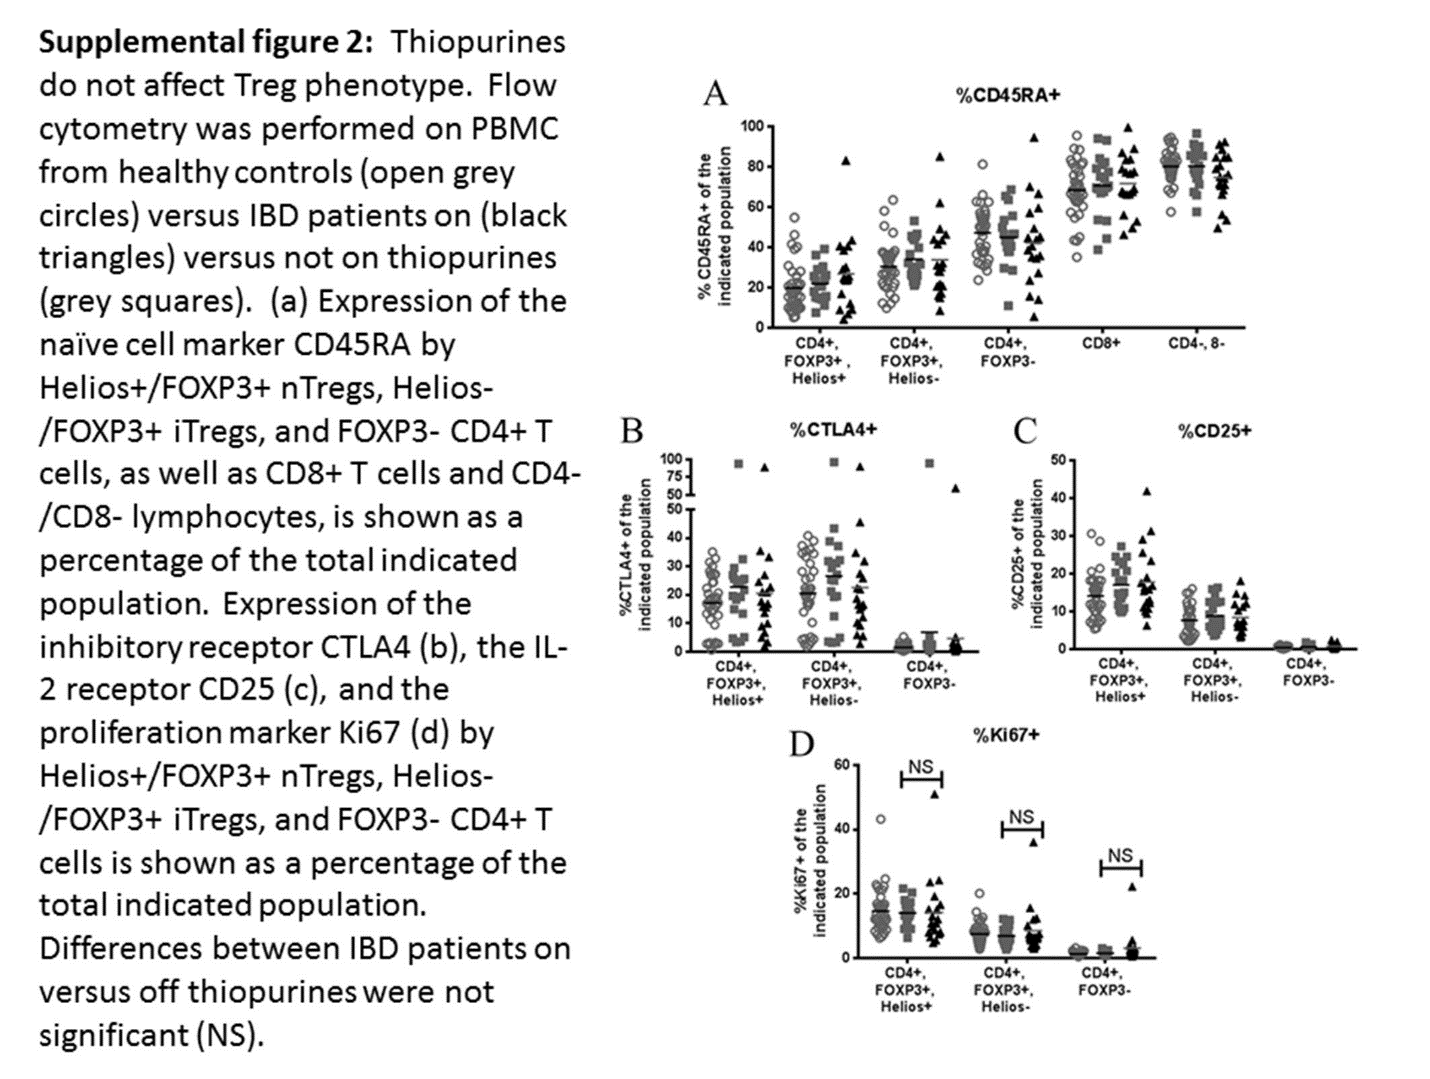 Supplemental figure 2: Thiopurines
do not affect Treg phenotype. Flow
cytometry was performed on PBMC
from healthy controls (open grey
circles) versus IBD patients on (black
triangles) versus not on thiopurines
(grey squares). (a) Expression of the
naïve cell marker CD45RA by
Helios+/FOXP3+ nTregs, Helios-
/FOXP3+ iTregs, and FOXP3- CD4+ T
cells, as well as CD8+ T cells and CD4-
/CD8- lymphocytes, is shown as a
percentage of the total indicated
population. Expression of the
inhibitory receptor CTLA4 (b), the IL-
2 receptor CD25 (c), and the
proliferation marker Ki67 (d) by
Helios+/FOXP3+ nTregs, Helios-
/FOXP3+ iTregs, and FOXP3- CD4+ T
cells is shown as a percentage of the
total indicated population.
Differences between IBD patients on
versus off thiopurines were not
significant (NS).
A
%CD45RA+
% CD45RA+ of the
indicated population
100
80
60
40
20
0
CD4+,
FOXP3+ ,
Helios+
CD4+,
FOXP3+,
Helios-
CD4+,
FOXP3-
CD8+
CD4-, 8-
B
%CTLA4+
%CTLA4+ of the
indicated population
100
75
50
50
40
30
20
10
0
CD4+,
FOXP3+,
Helios+
CD4+,
FOXP3+,
Helios-
CD4+,
FOXP3-
C
%CD25+
%CD25+ of the
indicated population
50
40
30
20
10
0
CD4+,
FOXP3+,
Helios+
CD4+,
FOXP3+,
Helios-
CD4+,
FOXP3-
D
%Ki67+
%Ki67+ of the
indicated population
60
40
20
0
NS
NS
NS
CD4+,
FOXP3+,
Helios+
CD4+,
FOXP3+,
Helios-
CD4+,
FOXP3-